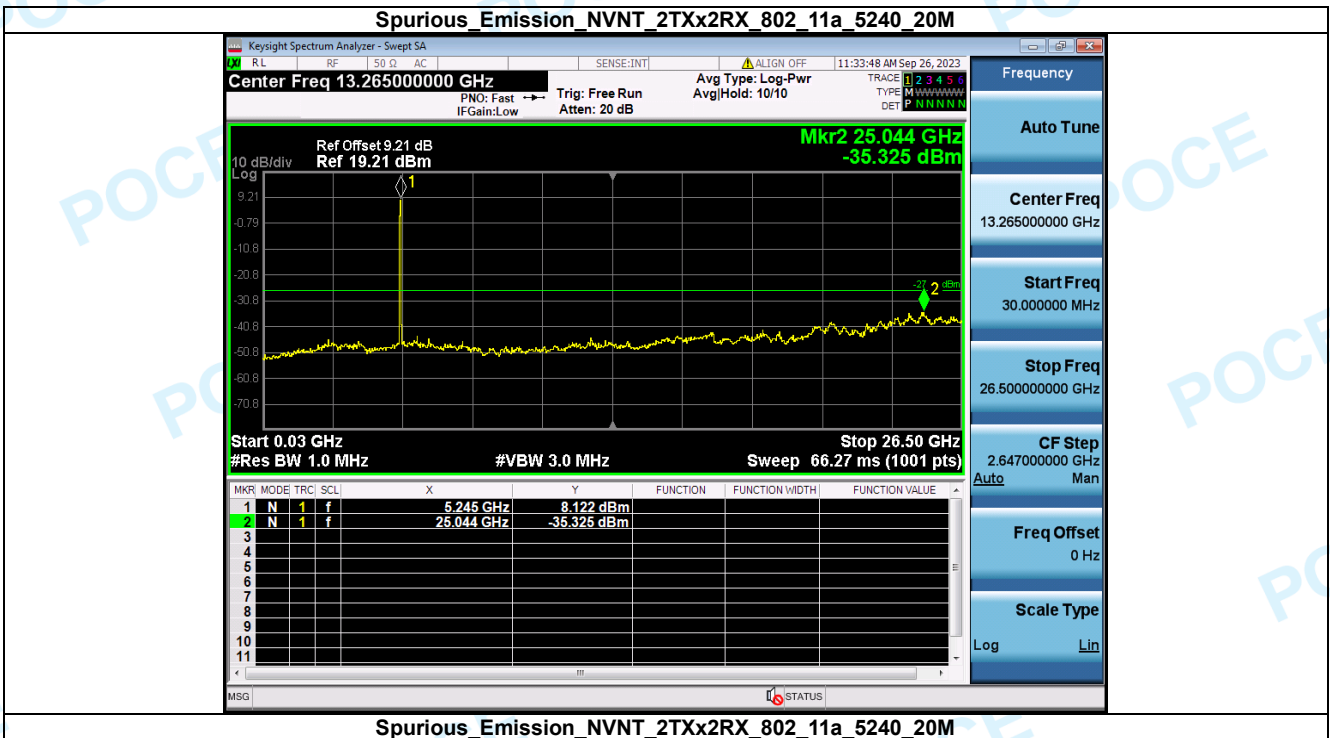 Spurious_Emission_NVNT_2TXx2RX_802_11a_5240_20M
Keysight Spectrum Analyzer - Swept SA
LXI RL RF 50 Ω AC SENSE:INT ALIGN OFF 11:33:48 AM Sep 26, 2023
Center Freq 13.265000000 GHz
PNO: Fast
IFGain:Low
Trig: Free Run
Atten: 20 dB
Avg Type: Log-Pwr
Avg|Hold: 10/10
TRACE 1 2 3 4 5 6
TYPE M WWWWW
DET P N N N N N
Frequency
Auto Tune
Center Freq
13.265000000 GHz
Start Freq
30.000000 MHz
Stop Freq
26.500000000 GHz
CF Step
2.647000000 GHz
Auto Man
Freq Offset
0 Hz
Scale Type
Log Lin
Mkr2 25.044 GHz
-35.325 dBm
Ref Offset 9.21 dB
10 dB/div Ref 19.21 dBm
Log
1
9.21
-0.79
-10.8
-20.8
-27 dBm
2
-30.8
-40.8
-50.8
-60.8
-70.8
Start 0.03 GHz Stop 26.50 GHz
#Res BW 1.0 MHz #VBW 3.0 MHz Sweep 66.27 ms (1001 pts)
MKR MODE TRC SCL X Y FUNCTION FUNCTION WIDTH FUNCTION VALUE
1 N 1 f 5.245 GHz 8.122 dBm
2 N 1 f 25.044 GHz -35.325 dBm
3
4
5
6
7
8
9
10
11
MSG STATUS
Spurious_Emission_NVNT_2TXx2RX_802_11a_5240_20M
POCE
POCE
POCE